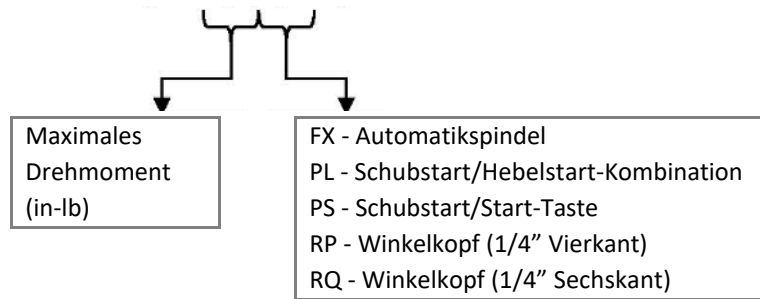 Maximales
Drehmoment
(in-lb)
FX - Automatikspindel
PL - Schubstart/Hebelstart-Kombination
PS - Schubstart/Start-Taste
RP - Winkelkopf (1/4” Vierkant)
RQ - Winkelkopf (1/4” Sechskant)